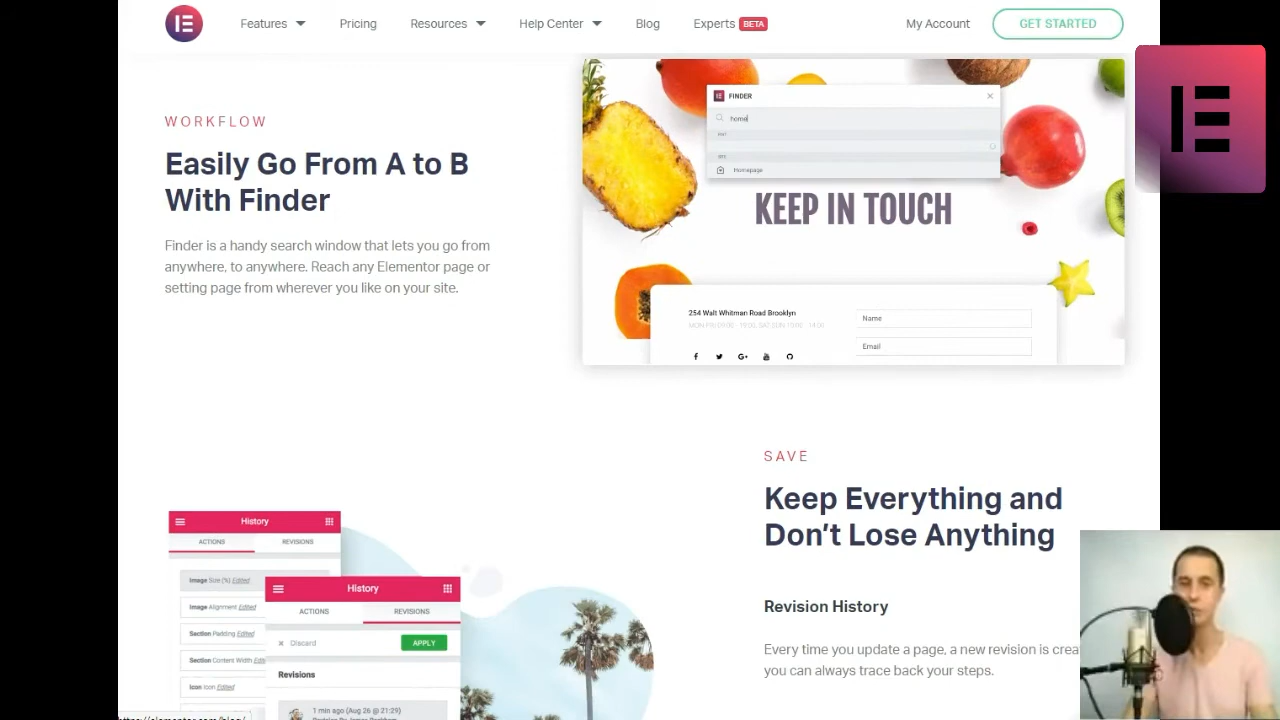 Features
Pricing
Resources
Help Center
Blog
Experts BETA
My Account
GET STARTED
WORKFLOW
Easily Go From A to B
With Finder
Finder is a handy search window that lets you go from
anywhere, to anywhere. Reach any Elementor page or
setting page from wherever you like on your site.
FINDER
home
Homepage
KEEP IN TOUCH
254 Walt Whitman Road Brooklyn
Name
Email
SAVE
Keep Everything and
Don't Lose Anything
Revision History
Every time you update a page, a new revision is crea
you can always trace back your steps.
History
ACTIONS
REVISIONS
Image Size (%) Edited
Image Alignment Edited
Section Padding Edited
Section Content Width Edi
Icon Icon Edited
History
ACTIONS
REVISIONS
Discard
APPLY
Revisions
1 min ago (Aug 26 @ 21:29)
https://elementor.com/blog/